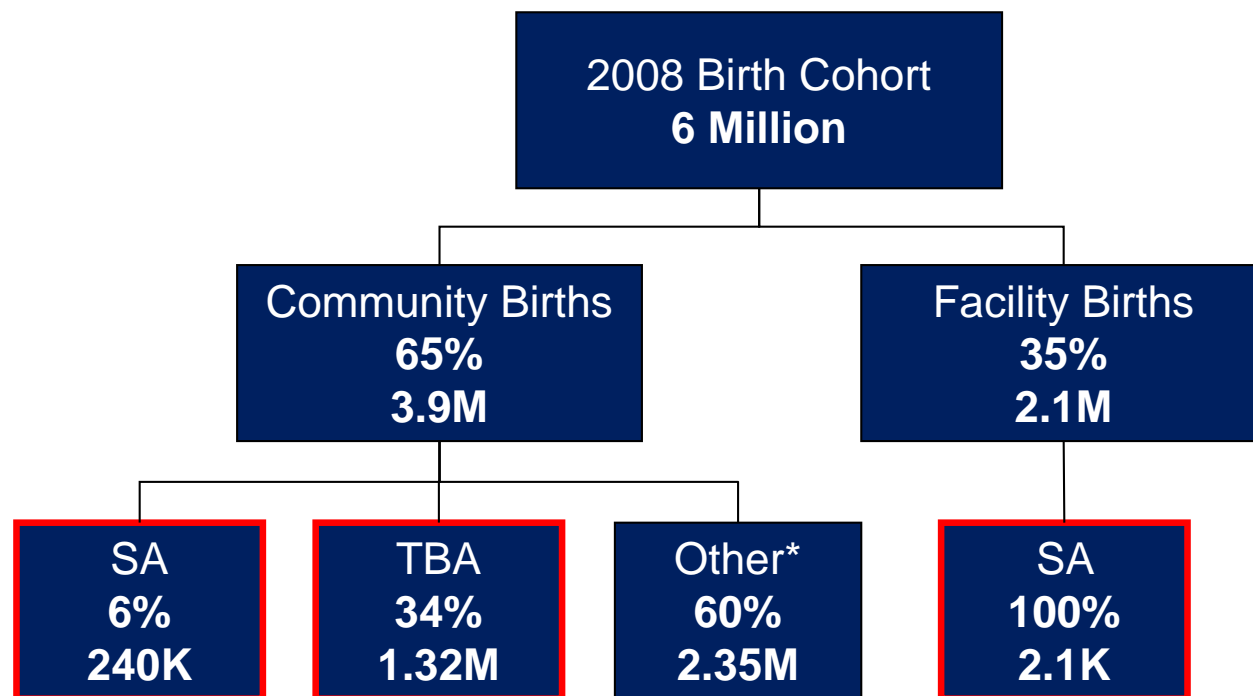 2008 Birth Cohort
6 Million
Community Births
65%
3.9M
Facility Births
35%
2.1M
SA
6%
240K
TBA
34%
1.32M
Other*
60%
2.35M
SA
100%
2.1K